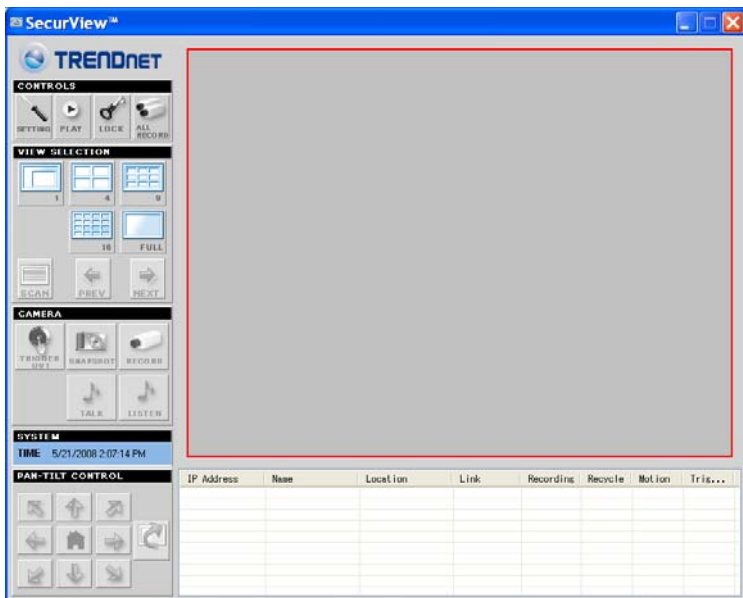 SecurView™
TRENDNET
CONTROLS
SETTING PLAY LOCK ALL RECORD
VIEW SELECTION
1 4 9
16 FULL
SCAN PREV NEXT
CAMERA
TRIGGER OUT SNAPSHOT RECORD
TALK LISTEN
SYSTEM
TIME 5/21/2008 2:07:14 PM
PAN-TILT CONTROL
IP Address Name Location Link Recording Recycle Motion Trig...